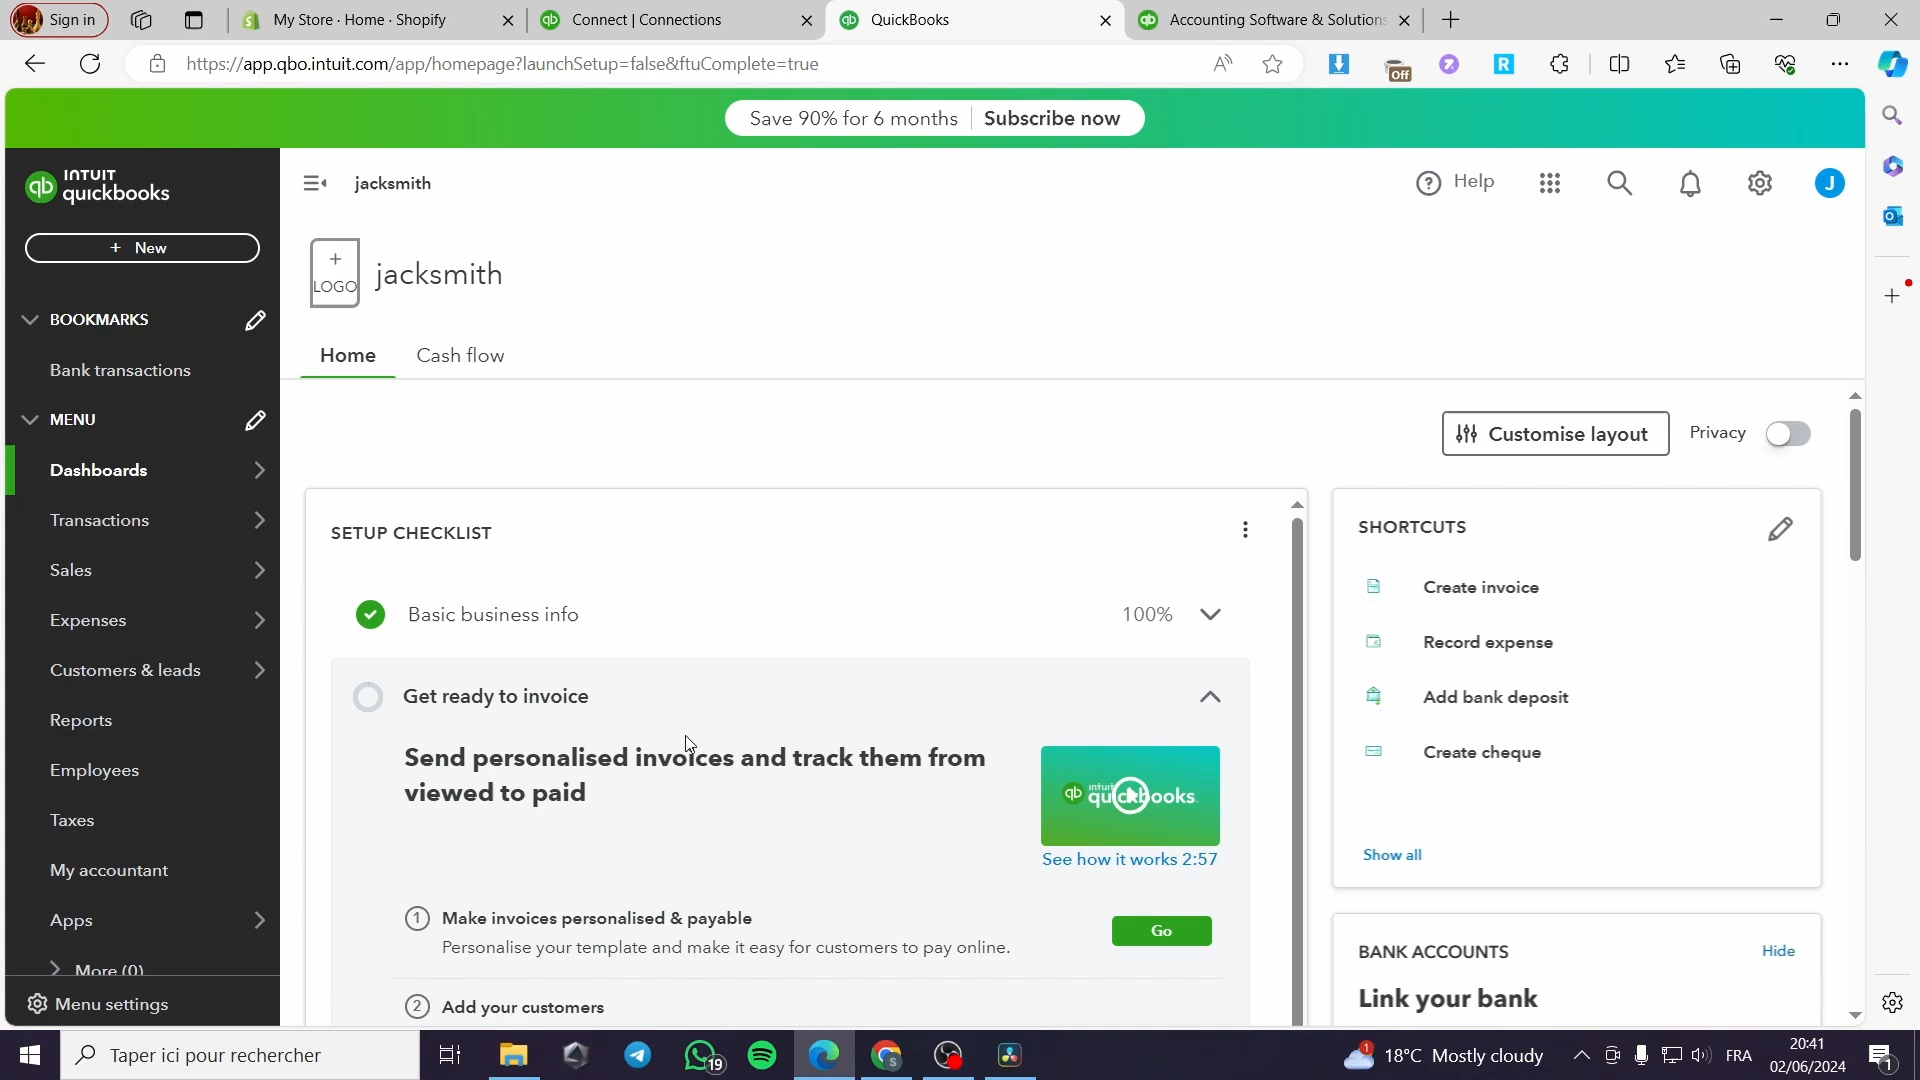 Sign in
My Store · Home · Shopify
Connect | Connections
QuickBooks
Accounting Software & Solutions
https://app.qbo.intuit.com/app/homepage?launchSetup=false&ftuComplete=true
Off
Save 90% for 6 months
Subscribe now
INTUIT
quickbooks
jacksmith
Help
J
+ New
+
LOGO
jacksmith
BOOKMARKS
Home
Cash flow
Bank transactions
MENU
Customise layout
Privacy
Dashboards
Transactions
Sales
Expenses
Customers & leads
Reports
Employees
Taxes
My accountant
Apps
More (0)
Menu settings
SETUP CHECKLIST
Basic business info
100%
Get ready to invoice
Send personalised invoices and track them from
viewed to paid
intuit
quickbooks
See how it works 2:57
1 Make invoices personalised & payable
Personalise your template and make it easy for customers to pay online.
Go
2 Add your customers
SHORTCUTS
Create invoice
Record expense
Add bank deposit
Create cheque
Show all
BANK ACCOUNTS
Hide
Link your bank
Taper ici pour rechercher
19
1
18°C Mostly cloudy
FRA
20:41
02/06/2024
1